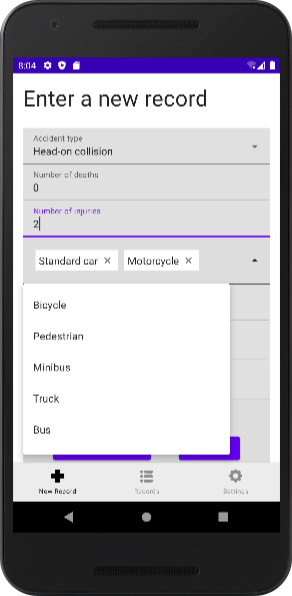 8:04
Enter a new record
Accident type
Head-on collision
Number of deaths
0
Number of injuries
2
Standard car × Motorcycle ×
Bicycle
Pedestrian
Minibus
Truck
Bus
New Record Records Settings